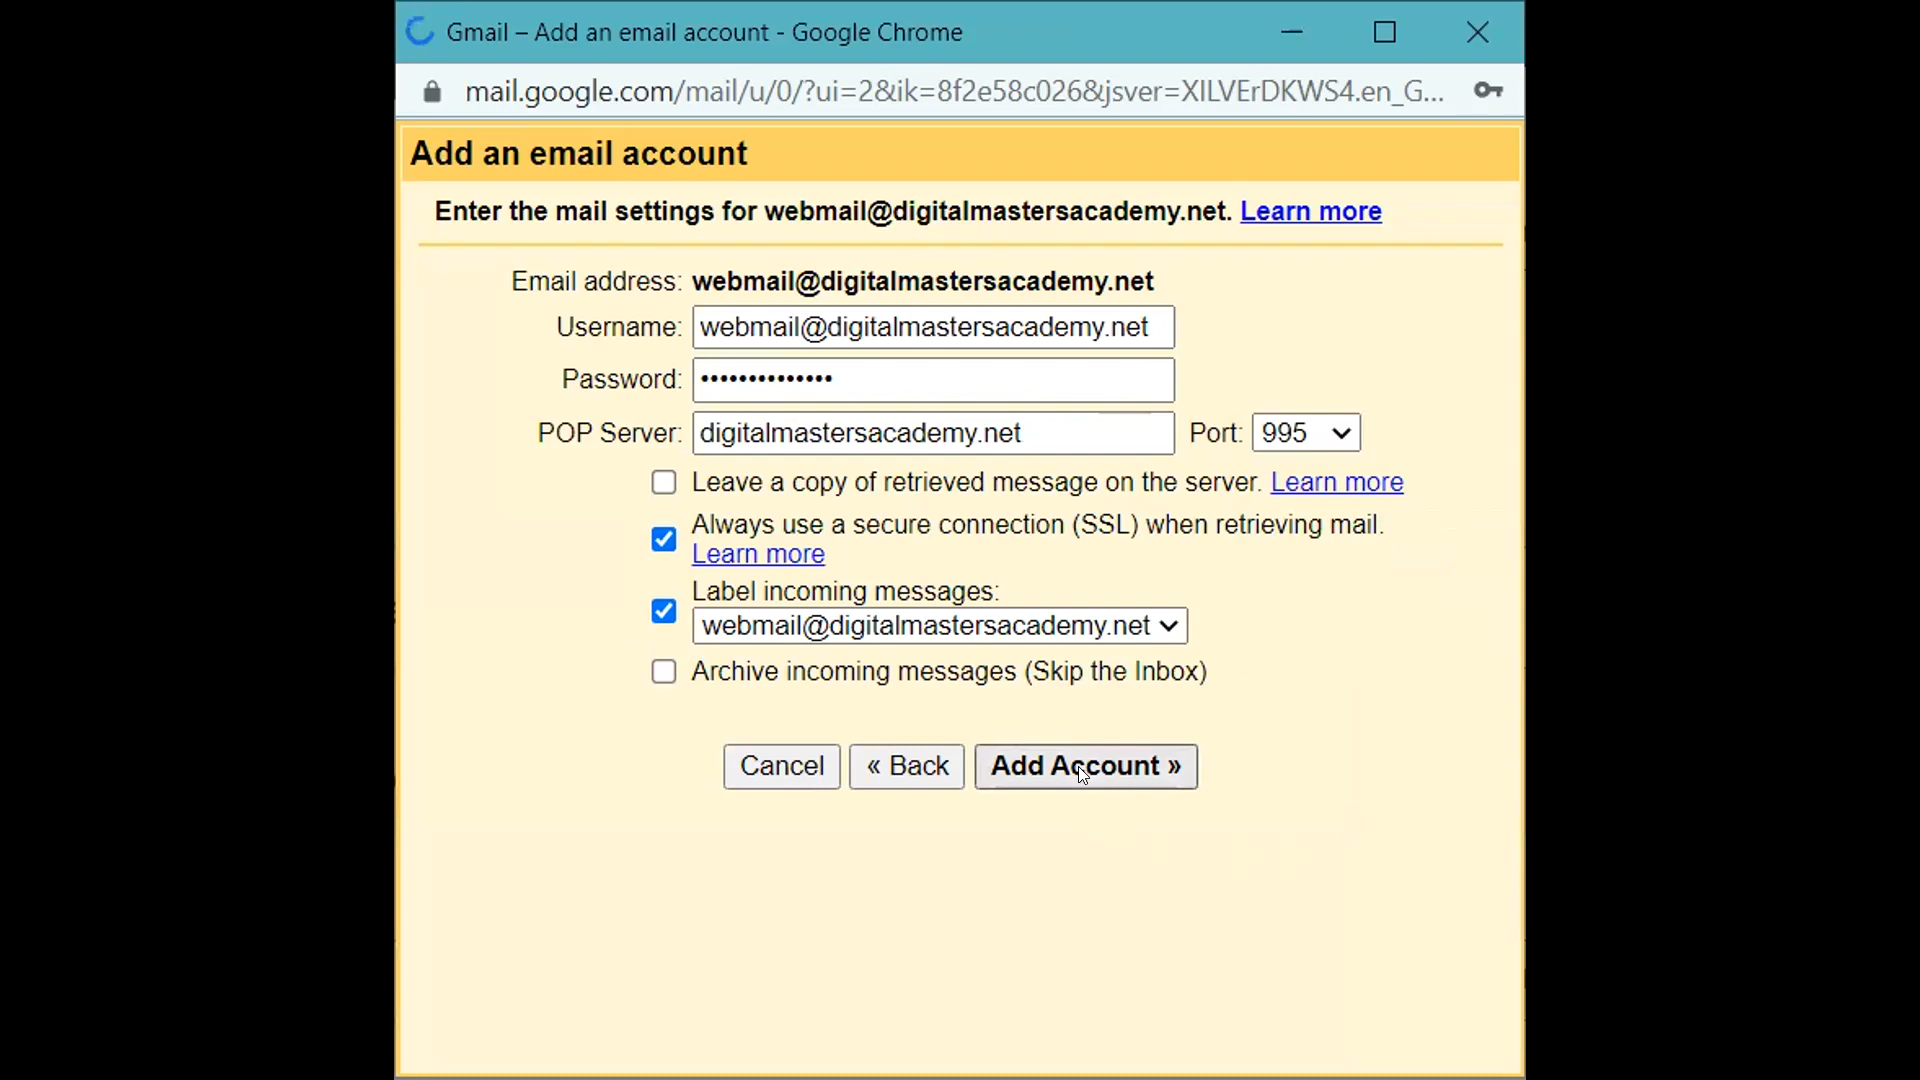 Gmail – Add an email account - Google Chrome
mail.google.com/mail/u/0/?ui=2&ik=8f2e58c026&jsver=XILVErDKWS4.en_G...
Add an email account
Enter the mail settings for webmail@digitalmastersacademy.net. Learn more
Email address: webmail@digitalmastersacademy.net
Username: webmail@digitalmastersacademy.net
Password: ••••••••••••••
POP Server: digitalmastersacademy.net Port: 995
Leave a copy of retrieved message on the server. Learn more
Always use a secure connection (SSL) when retrieving mail.
Learn more
Label incoming messages:
webmail@digitalmastersacademy.net
Archive incoming messages (Skip the Inbox)
Cancel « Back Add Account »